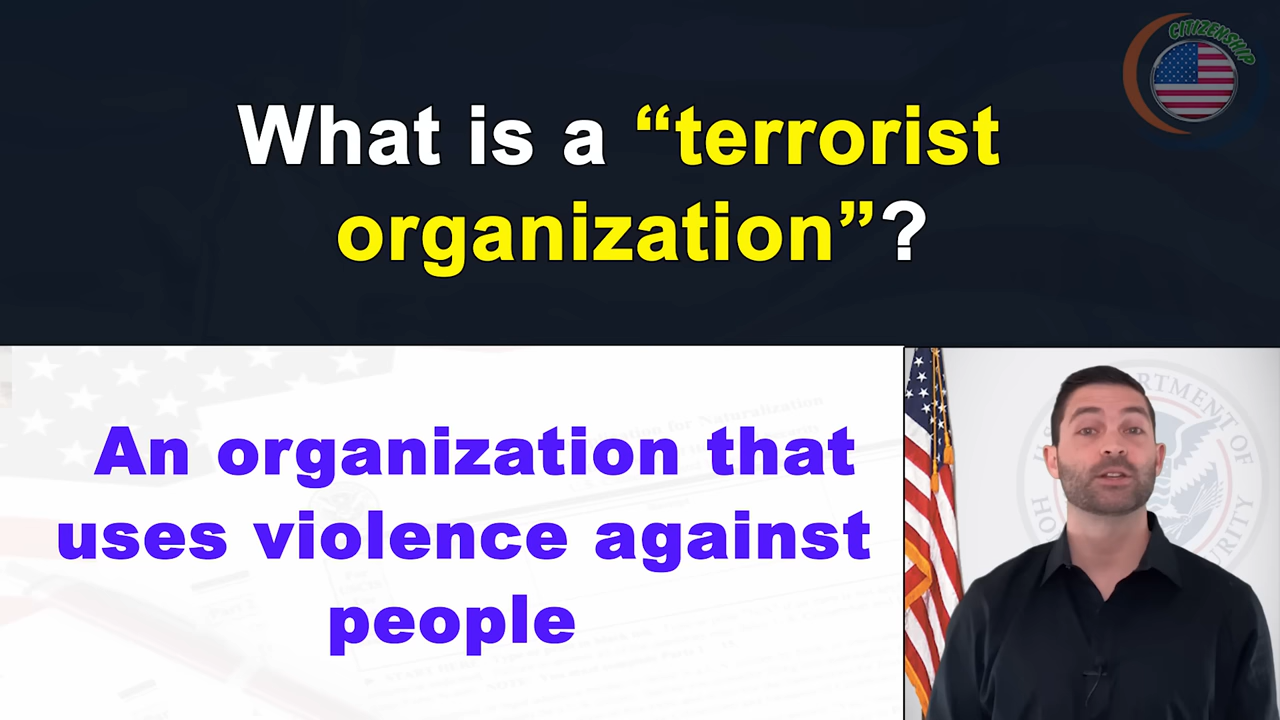 CITIZENSHIP
What is a “terrorist
organization”?
An organization that
uses violence against
people